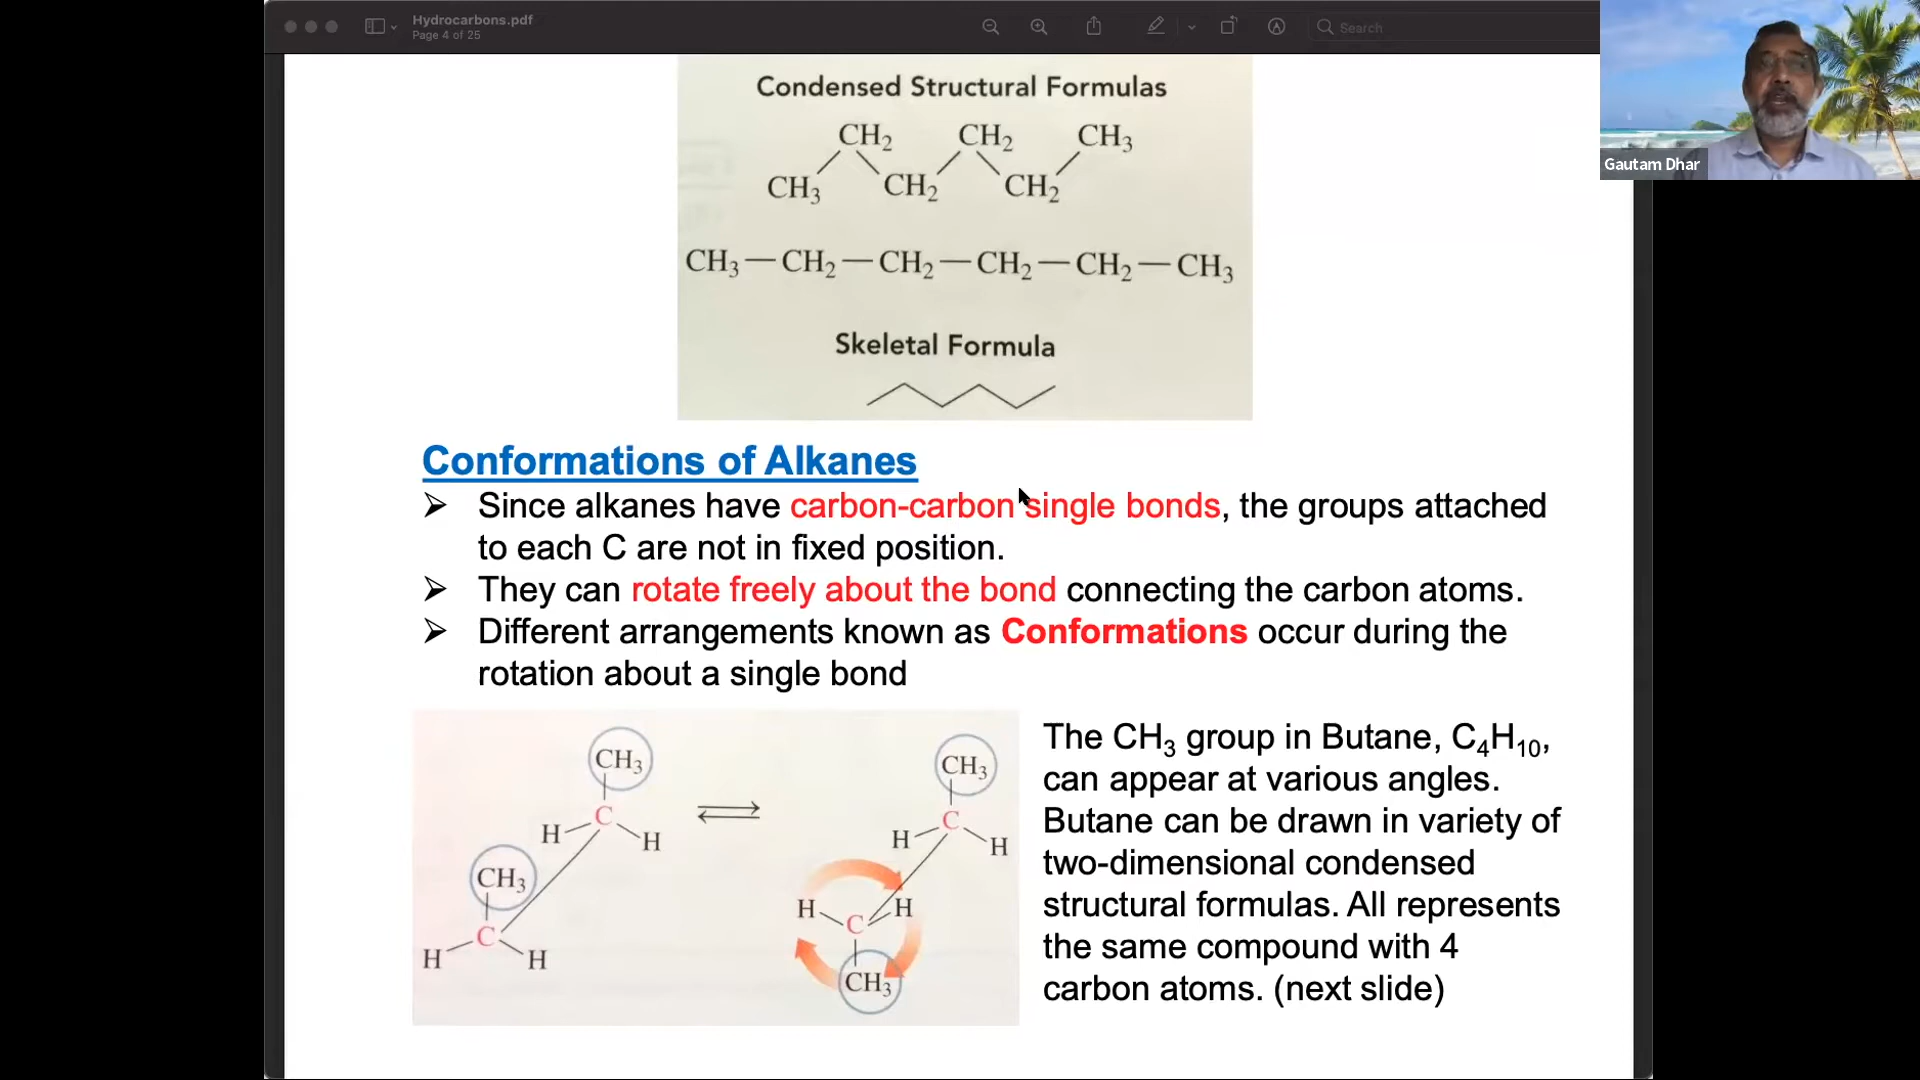 Hydrocarbons.pdf
Page 4 of 25
Search
Gautam Dhar
Condensed Structural Formulas
CH₂ CH₂ CH₃
CH₃ CH₂ CH₂
CH₃—CH₂—CH₂—CH₂—CH₂—CH₃
Skeletal Formula
Conformations of Alkanes
➢ Since alkanes have carbon-carbon single bonds, the groups attached
to each C are not in fixed position.
➢ They can rotate freely about the bond connecting the carbon atoms.
➢ Different arrangements known as Conformations occur during the
rotation about a single bond
CH₃
C
H H
CH₃
C
H H
⇌
CH₃
C
H H
H H
C
CH₃
The CH₃ group in Butane, C₄H₁₀,
can appear at various angles.
Butane can be drawn in variety of
two-dimensional condensed
structural formulas. All represents
the same compound with 4
carbon atoms. (next slide)